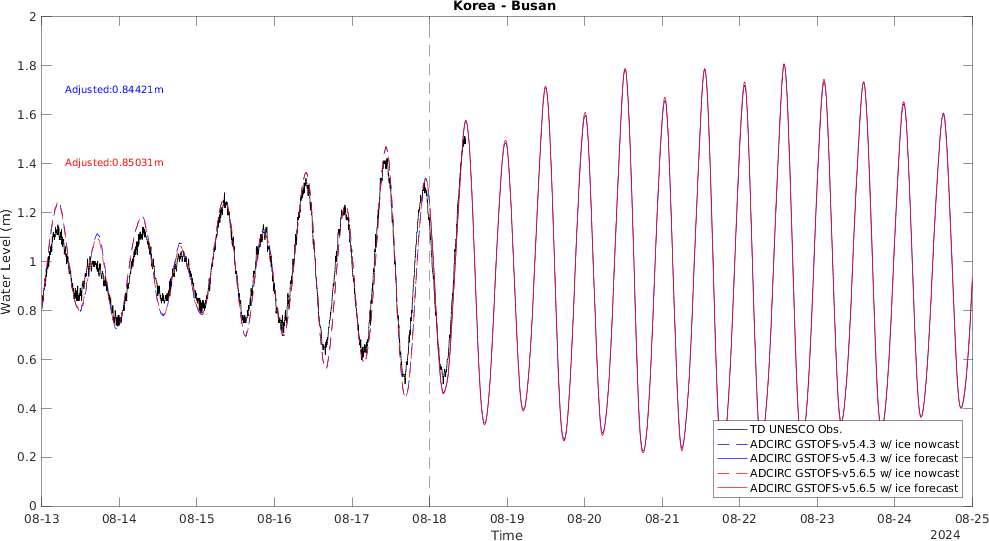 Korea - Busan
2
1.8
1.6
1.4
1.2
1
0.8
0.6
0.4
0.2
0
Water Level (m)
Adjusted:0.84421m
Adjusted:0.85031m
TD UNESCO Obs.
ADCIRC GSTOFS-v5.4.3 w/ ice nowcast
ADCIRC GSTOFS-v5.4.3 w/ ice forecast
ADCIRC GSTOFS-v5.6.5 w/ ice nowcast
ADCIRC GSTOFS-v5.6.5 w/ ice forecast
08-13 08-14 08-15 08-16 08-17 08-18 08-19 08-20 08-21 08-22 08-23 08-24 08-25
Time
2024